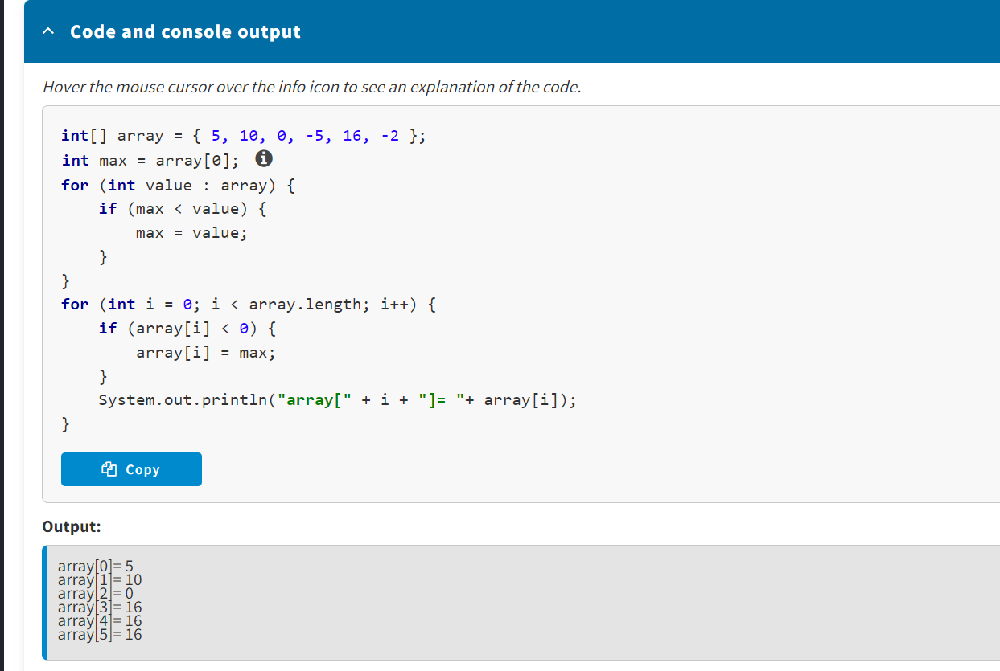 Code and console output
Hover the mouse cursor over the info icon to see an explanation of the code.
int[] array = { 5, 10, 0, -5, 16, -2 };
int max = array[0];
for (int value : array) {
    if (max < value) {
        max = value;
    }
}
for (int i = 0; i < array.length; i++) {
    if (array[i] < 0) {
        array[i] = max;
    }
    System.out.println("array[" + i + "]= "+ array[i]);
}
Copy
Output:
array[0]= 5
array[1]= 10
array[2]= 0
array[3]= 16
array[4]= 16
array[5]= 16